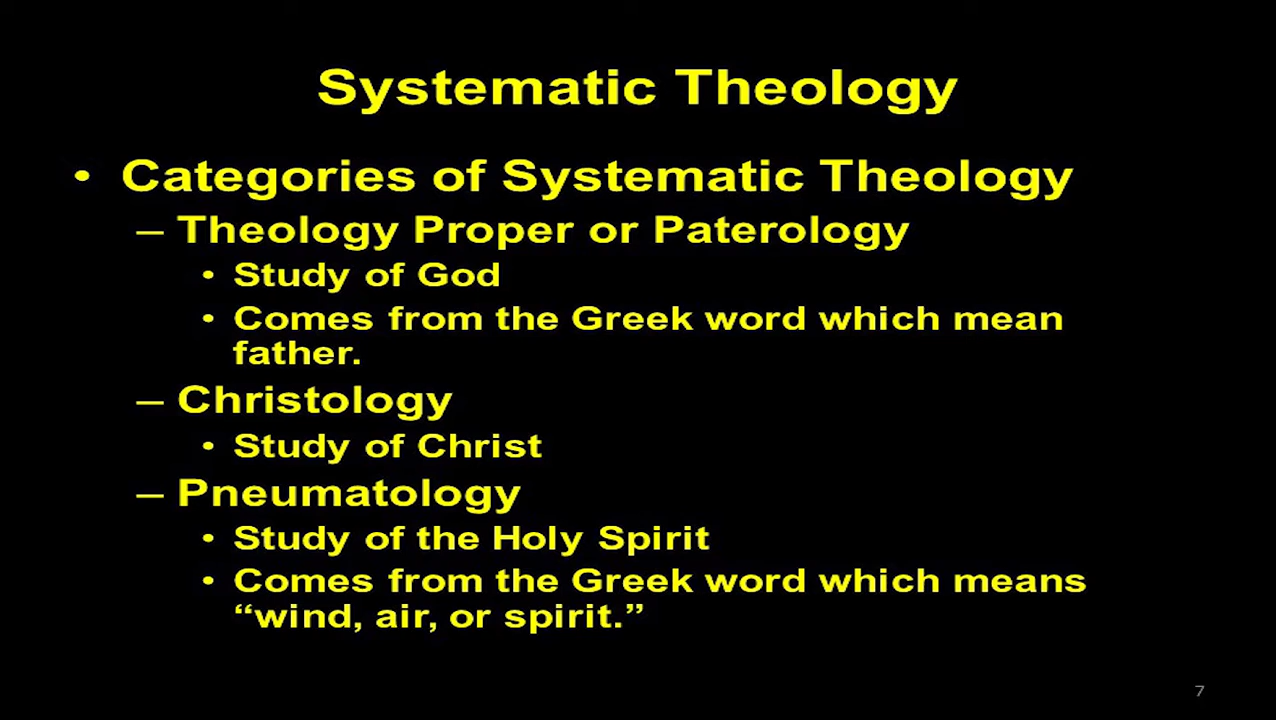 Systematic Theology
• Categories of Systematic Theology
– Theology Proper or Paterology
• Study of God
• Comes from the Greek word which mean
father.
– Christology
• Study of Christ
– Pneumatology
• Study of the Holy Spirit
• Comes from the Greek word which means
“wind, air, or spirit.”
7